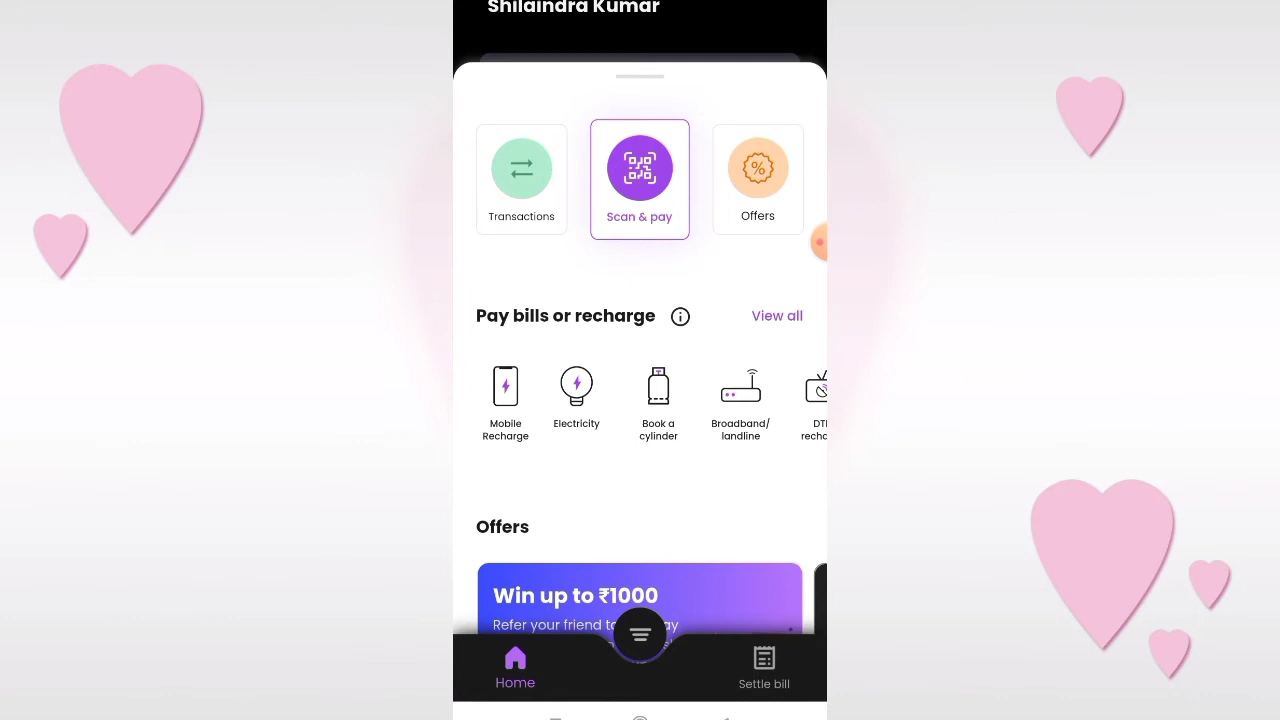 Shilaindra Kumar
Transactions
Scan & pay
Offers
Pay bills or recharge
View all
Mobile
Recharge
Electricity
Book a
cylinder
Broadband/
landline
Offers
Win up to ₹1000
Refer your friend
Home
Settle bill